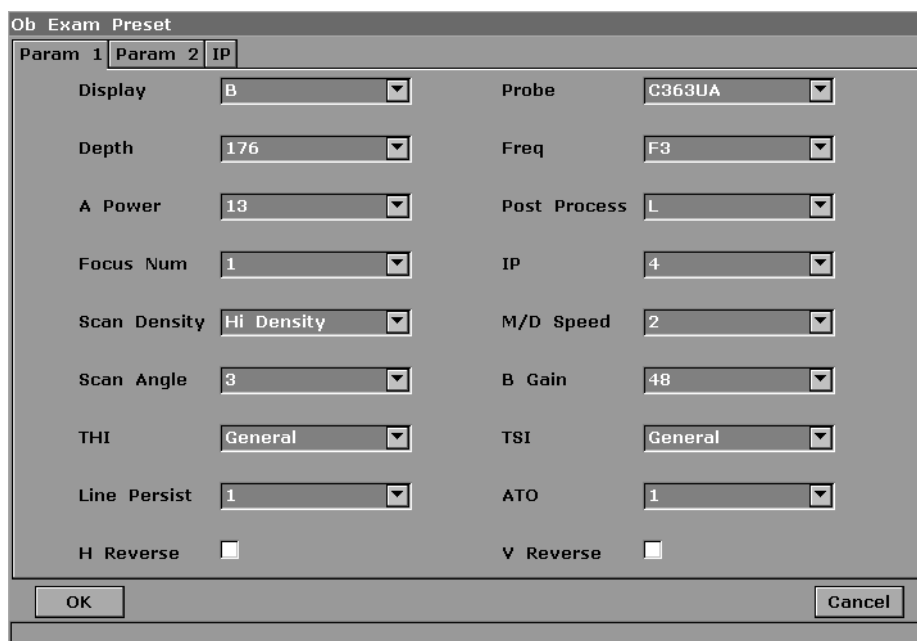 Ob Exam Preset
Param 1 Param 2 IP
Display B Probe C363UA
Depth 176 Freq F3
A Power 13 Post Process L
Focus Num 1 IP 4
Scan Density Hi Density M/D Speed 2
Scan Angle 3 B Gain 48
THI General TSI General
Line Persist 1 ATO 1
H Reverse V Reverse
OK Cancel